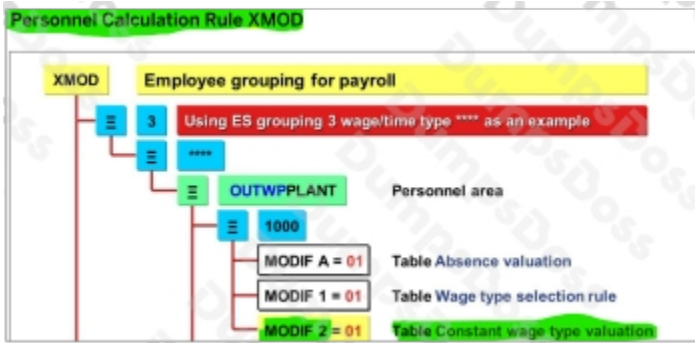 Personnel Calculation Rule XMOD
XMOD Employee grouping for payroll
3 Using ES grouping 3 wage/time type **** as an example
****
OUTWPPLANT Personnel area
1000
MODIF A = 01 Table Absence valuation
MODIF 1 = 01 Table Wage type selection rule
MODIF 2 = 01 Table Constant wage type valuation
DumpsDoss